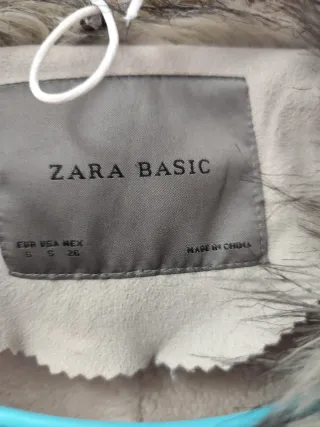 ZARA BASIC
EUR USA MEX
S S 26
MADE IN CHINA